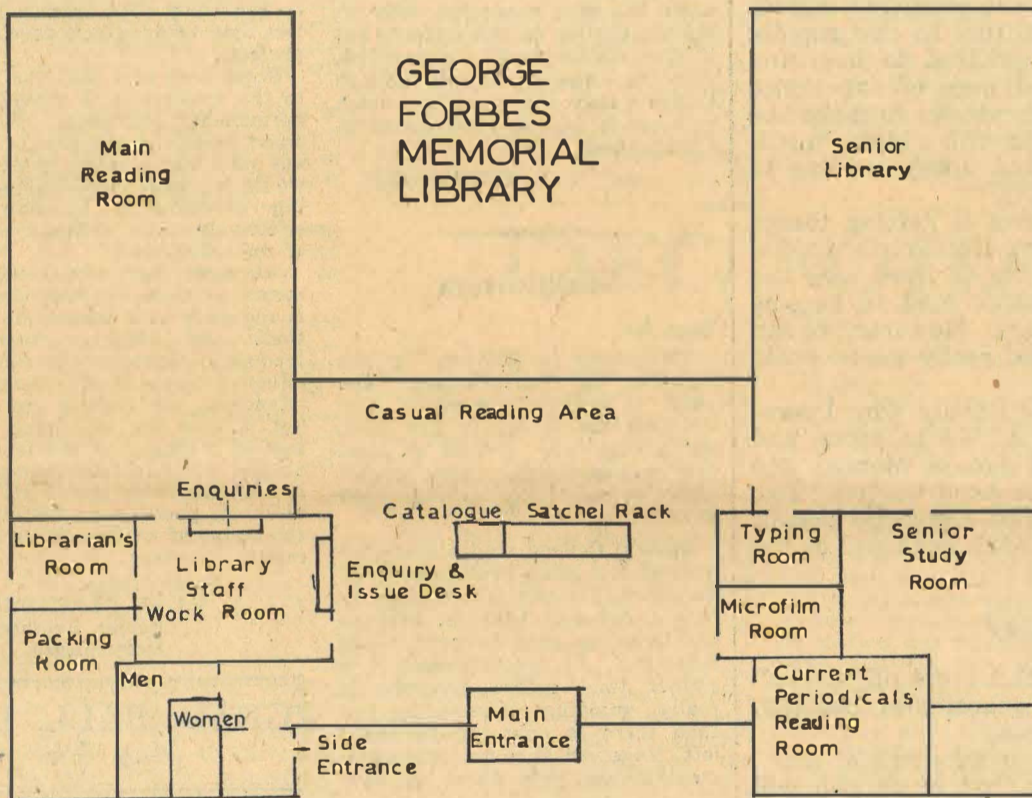 GEORGE
FORBES
MEMORIAL
LIBRARY
Main
Reading
Room
Senior
Library
Casual Reading Area
Enquiries
Catalogue
Satchel Rack
Librarian's
Room
Library
Staff
Work Room
Enquiry &
Issue Desk
Typing
Room
Senior
Study
Room
Microfilm
Room
Packing
Room
Men
Women
Side
Entrance
Main
Entrance
Current
Periodicals'
Reading
Room